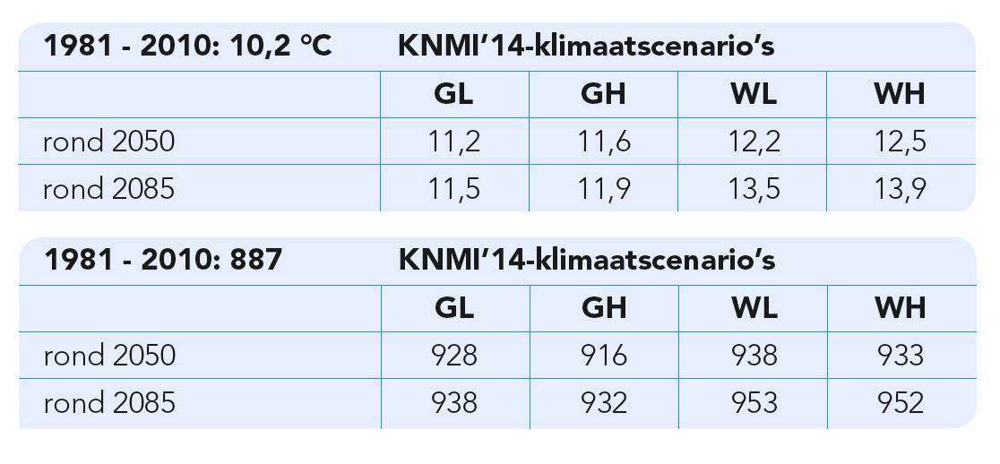 1981 - 2010: 10,2 °C KNMI’14-klimaatscenario’s
GL GH WL WH
rond 2050 11,2 11,6 12,2 12,5
rond 2085 11,5 11,9 13,5 13,9
1981 - 2010: 887 KNMI’14-klimaatscenario’s
GL GH WL WH
rond 2050 928 916 938 933
rond 2085 938 932 953 952